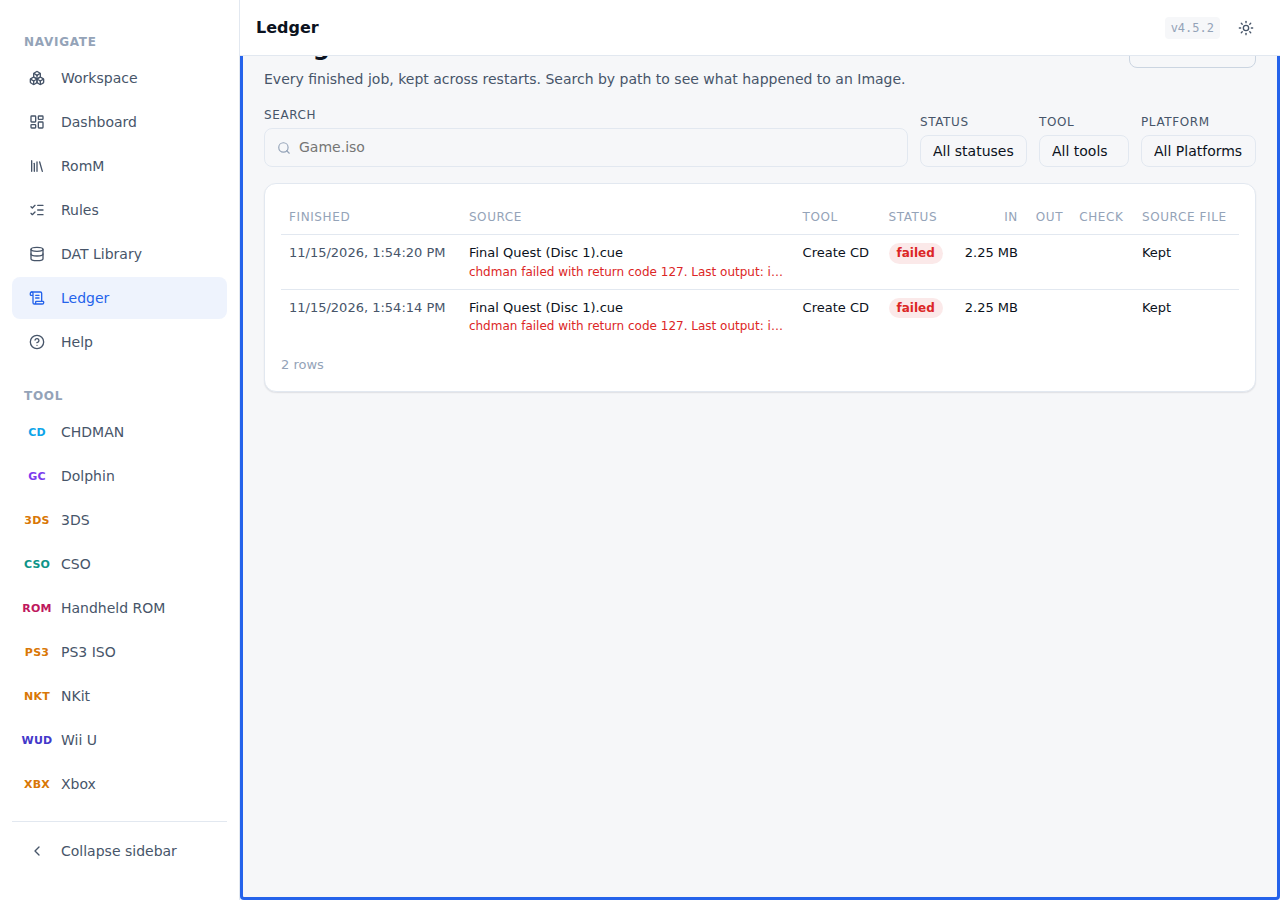 NAVIGATE
Workspace
Dashboard
RomM
Rules
DAT Library
Ledger
Help
TOOL
CD CHDMAN
GC Dolphin
3DS 3DS
CSO CSO
ROM Handheld ROM
PS3 PS3 ISO
NKT NKit
WUD Wii U
XBX Xbox
Collapse sidebar
Ledger
v4.5.2
Every finished job, kept across restarts. Search by path to see what happened to an Image.
SEARCH
Game.iso
STATUS
All statuses
TOOL
All tools
PLATFORM
All Platforms
FINISHED SOURCE TOOL STATUS IN OUT CHECK SOURCE FILE
11/15/2026, 1:54:20 PM Final Quest (Disc 1).cue Create CD failed 2.25 MB Kept
chdman failed with return code 127. Last output: i…
11/15/2026, 1:54:14 PM Final Quest (Disc 1).cue Create CD failed 2.25 MB Kept
chdman failed with return code 127. Last output: i…
2 rows